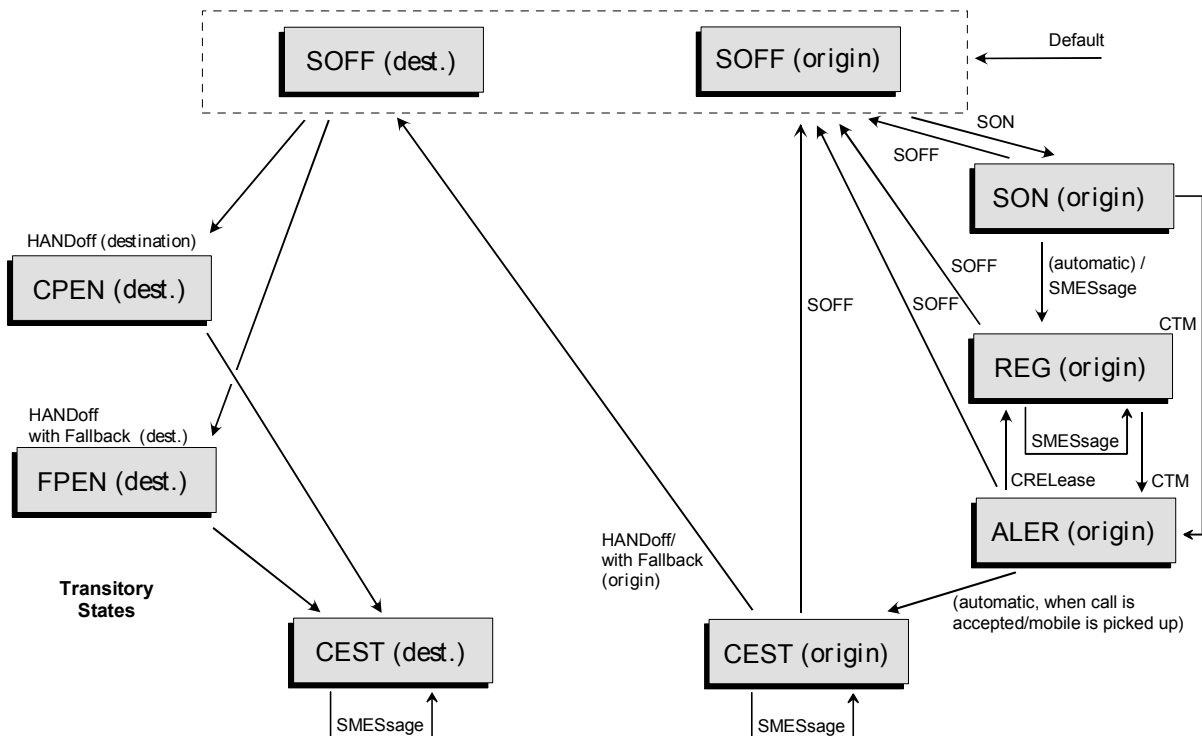 SOFF (dest.)
SOFF (origin)
Default
SON
SOFF
SON (origin)
HANDoff (destination)
CPEN (dest.)
SOFF
(automatic) /
SMESsage
SOFF
SOFF
CTM
REG (origin)
HANDoff
with Fallback (dest.)
FPEN (dest.)
SMESsage
CRELease
CTM
ALER (origin)
HANDoff/
with Fallback
(origin)
Transitory
States
(automatic, when call is
accepted/mobile is picked up)
CEST (dest.)
CEST (origin)
SMESsage
SMESsage